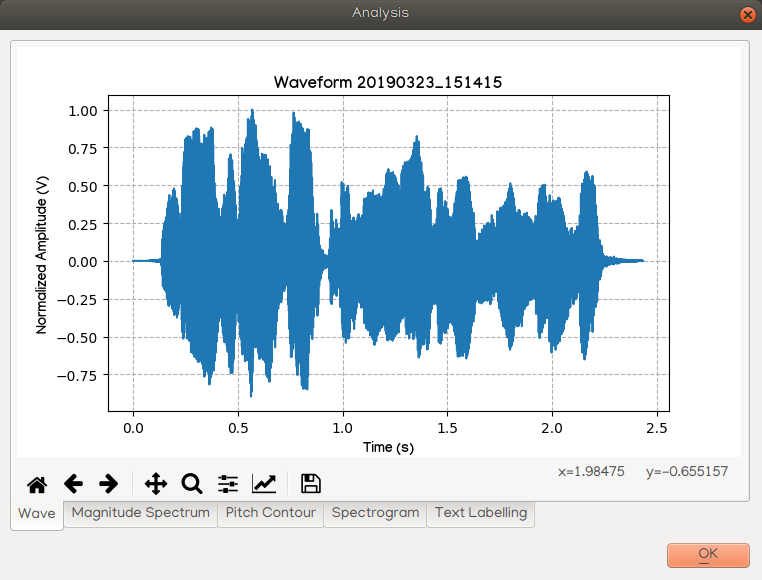 Analysis
Waveform 20190323_151415
Normalized Amplitude (V)
1.00
0.75
0.50
0.25
0.00
−0.25
−0.50
−0.75
0.0 0.5 1.0 1.5 2.0 2.5
Time (s)
x=1.98475 y=-0.655157
Wave Magnitude Spectrum Pitch Contour Spectrogram Text Labelling
OK